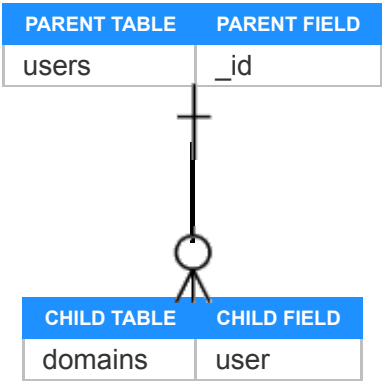 PARENT TABLE PARENT FIELD
users _id
CHILD TABLE CHILD FIELD
domains user